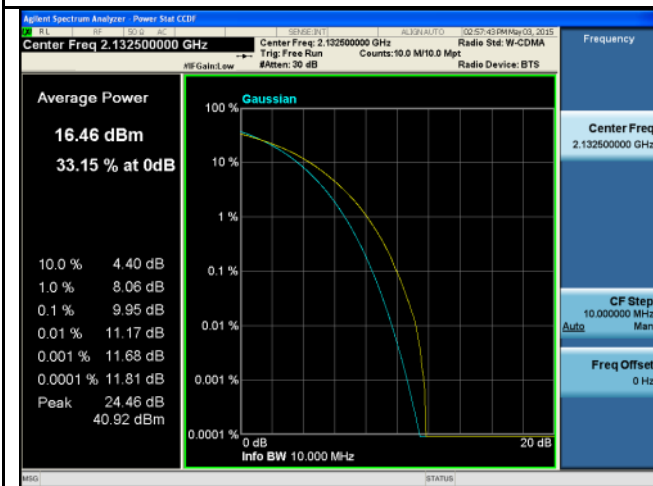 Agilent Spectrum Analyzer - Power Stat CCDF
RL RF 50 Ω AC SENSE:INT ALIGN AUTO 02:57:43 PM May 03, 2015
Center Freq 2.132500000 GHz
Center Freq: 2.132500000 GHz Radio Std: W-CDMA
Trig: Free Run Counts:10.0 M/10.0 Mpt
#IFGain:Low #Atten: 30 dB Radio Device: BTS
Frequency
Average Power
16.46 dBm
33.15 % at 0dB
10.0 % 4.40 dB
1.0 % 8.06 dB
0.1 % 9.95 dB
0.01 % 11.17 dB
0.001 % 11.68 dB
0.0001 % 11.81 dB
Peak 24.46 dB
40.92 dBm
Gaussian
100 %
10 %
1 %
0.1 %
0.01 %
0.001 %
0.0001 %
0 dB
20 dB
Info BW 10.000 MHz
Center Freq
2.132500000 GHz
CF Step
10.000000 MHz
Auto Man
Freq Offset
0 Hz
MSG STATUS